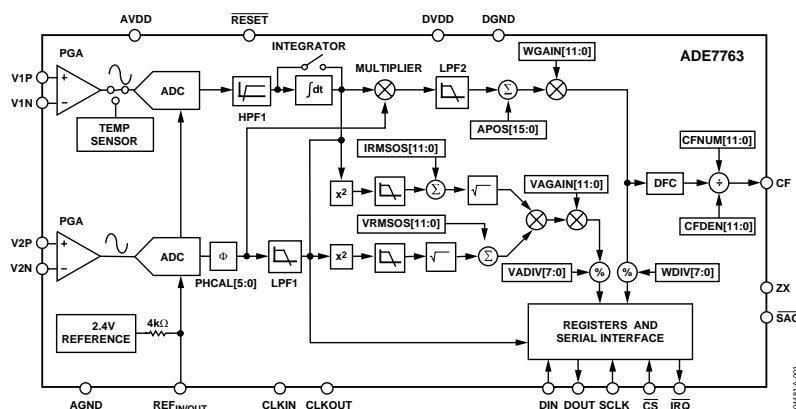 AVDD RESET DVDD DGND
INTEGRATOR WGAIN[11:0] ADE7763
PGA MULTIPLIER LPF2
V1P + ADC ∫dt Σ CFNUM[11:0]
V1N − HPF1 APOS[15:0]
TEMP SENSOR
IRMSOS[11:0] VAGAIN[11:0] DFC ÷ CF
x² Σ √
PGA VRMSOS[11:0] CFDEN[11:0]
V2P + ADC Φ x² √ Σ
V2N − PHCAL[5:0] LPF1 VADIV[7:0] % % WDIV[7:0] ZX
2.4V REFERENCE 4kΩ REGISTERS AND SERIAL INTERFACE SAG
AGND REFIN/OUT CLKIN CLKOUT DIN DOUT SCLK CS IRQ